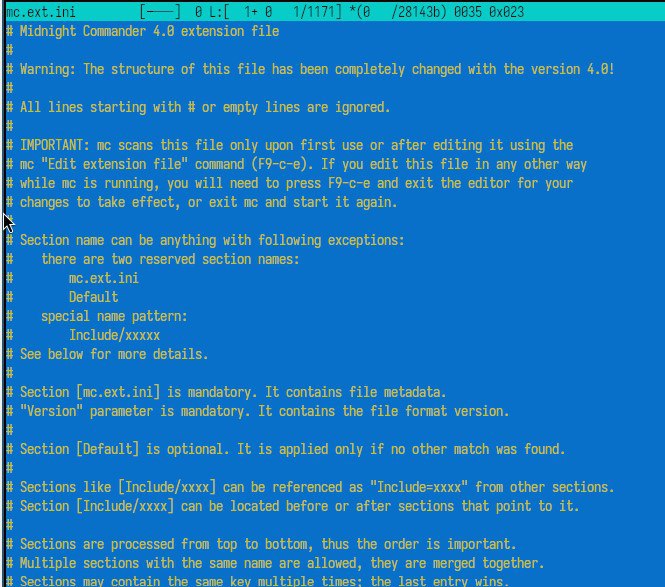 mc.ext.ini [----] 0 L:[ 1+ 0 1/1171] *(0 /28143b) 0035 0x023
# Midnight Commander 4.0 extension file
#
# Warning: The structure of this file has been completely changed with the version 4.0!
#
# All lines starting with # or empty lines are ignored.
#
# IMPORTANT: mc scans this file only upon first use or after editing it using the
# mc "Edit extension file" command (F9-c-e). If you edit this file in any other way
# while mc is running, you will need to press F9-c-e and exit the editor for your
# changes to take effect, or exit mc and start it again.
#
# Section name can be anything with following exceptions:
#    there are two reserved section names:
#        mc.ext.ini
#        Default
#    special name pattern:
#        Include/xxxxx
# See below for more details.
#
# Section [mc.ext.ini] is mandatory. It contains file metadata.
# "Version" parameter is mandatory. It contains the file format version.
#
# Section [Default] is optional. It is applied only if no other match was found.
#
# Sections like [Include/xxxx] can be referenced as "Include=xxxx" from other sections.
# Section [Include/xxxx] can be located before or after sections that point to it.
#
# Sections are processed from top to bottom, thus the order is important.
# Multiple sections with the same name are allowed, they are merged together.
# Sections may contain the same key multiple times; the last entry wins.